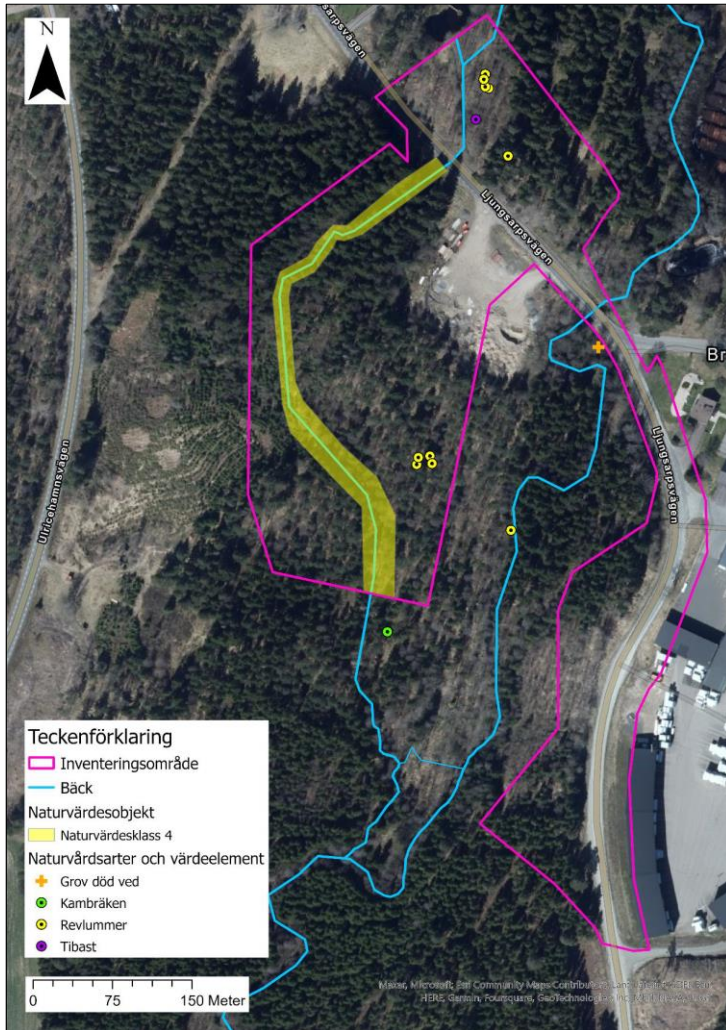 sarpsvägen
N
Ljungsarpsvägen
Br
Ljungsarpsvägen
Ulricehamnsvägen
Teckenförklaring
Inventeringsområde
Bäck
Naturvärdesobjekt
Naturvärdesklass 4
Naturvårdsarter och värdeelement
Grov död ved
Kambräken
Revlummer
Tibast
0 75 150 Meter
Maxar, Microsoft, Esri Community Maps Contributors,
HERE, Garmin, Foursquare, GeoTechnologies